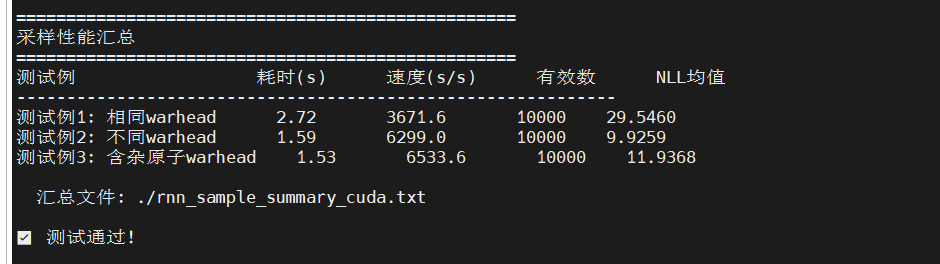 ==================================================
采样性能汇总
==================================================
测试例 耗时(s) 速度(s/s) 有效数 NLL均值
------------------------------------------------------------
测试例1: 相同warhead 2.72 3671.6 10000 29.5460
测试例2: 不同warhead 1.59 6299.0 10000 9.9259
测试例3: 含杂原子warhead 1.53 6533.6 10000 11.9368
汇总文件: ./rnn_sample_summary_cuda.txt
✅ 测试通过!